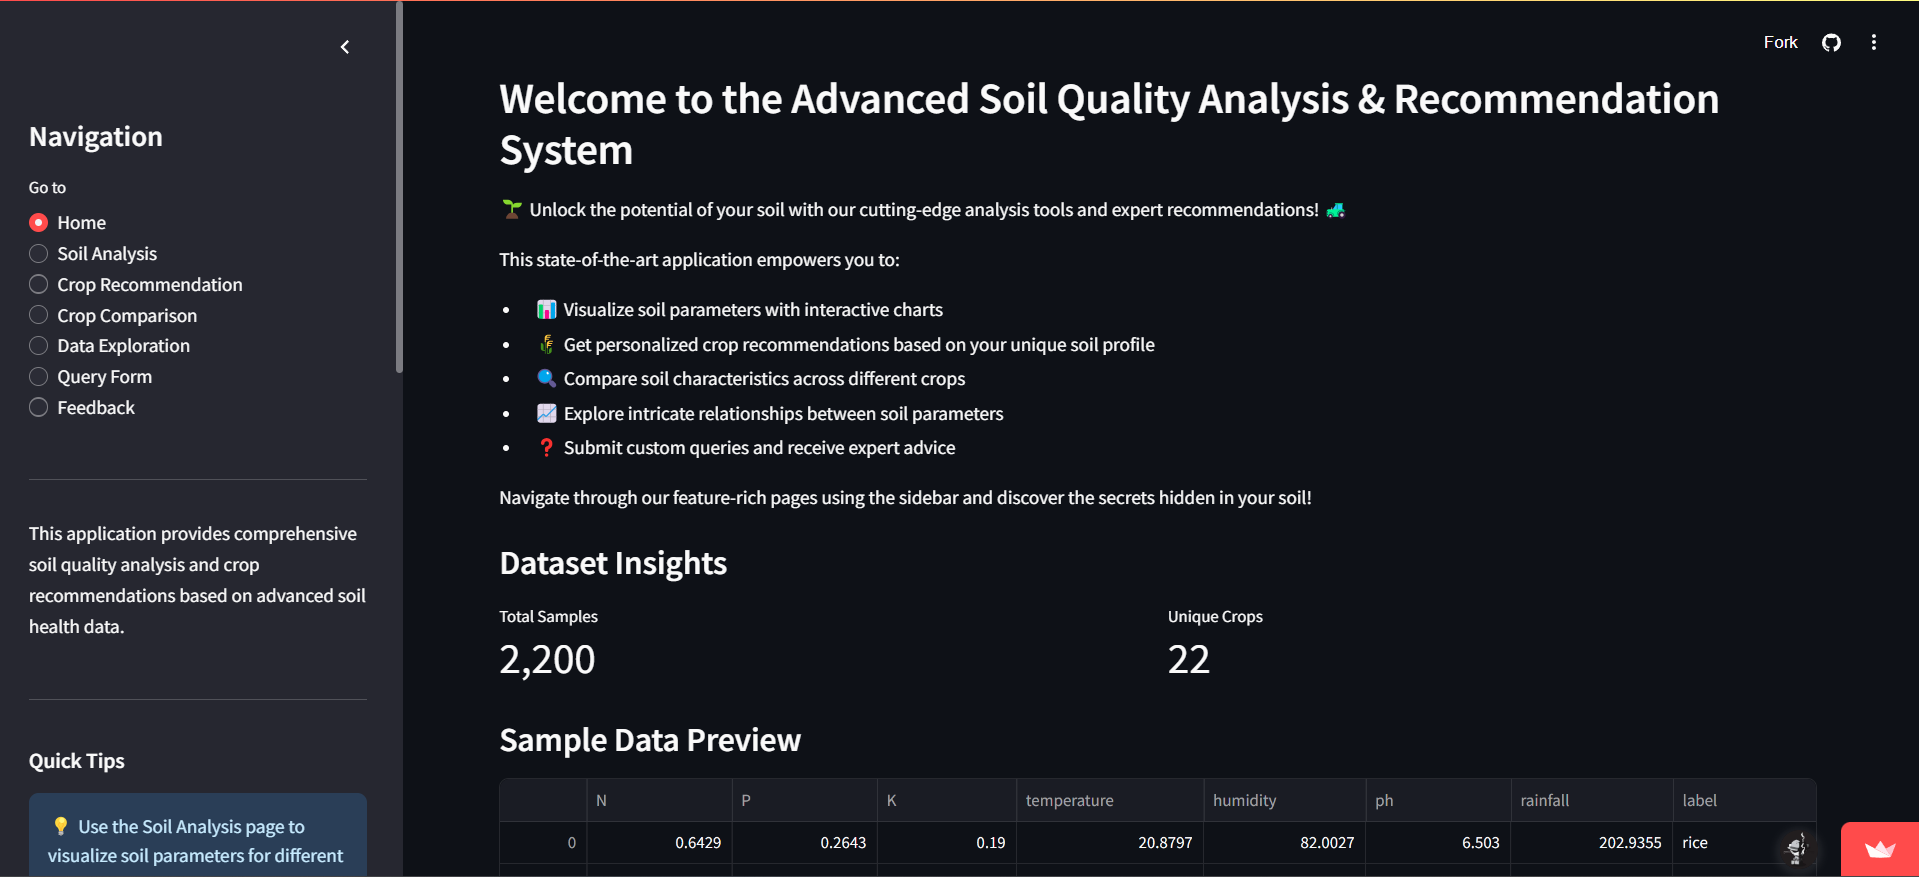 Fork
Navigation
Go to
Home
Soil Analysis
Crop Recommendation
Crop Comparison
Data Exploration
Query Form
Feedback
This application provides comprehensive
soil quality analysis and crop
recommendations based on advanced soil
health data.
Quick Tips
💡 Use the Soil Analysis page to
visualize soil parameters for different
Welcome to the Advanced Soil Quality Analysis & Recommendation
System
🌱 Unlock the potential of your soil with our cutting-edge analysis tools and expert recommendations! 🚜
This state-of-the-art application empowers you to:
• 📊 Visualize soil parameters with interactive charts
• 🌾 Get personalized crop recommendations based on your unique soil profile
• 🔍 Compare soil characteristics across different crops
• 📈 Explore intricate relationships between soil parameters
• ❓ Submit custom queries and receive expert advice
Navigate through our feature-rich pages using the sidebar and discover the secrets hidden in your soil!
Dataset Insights
Total Samples Unique Crops
2,200 22
Sample Data Preview
N P K temperature humidity ph rainfall label
0 0.6429 0.2643 0.19 20.8797 82.0027 6.503 202.9355 rice